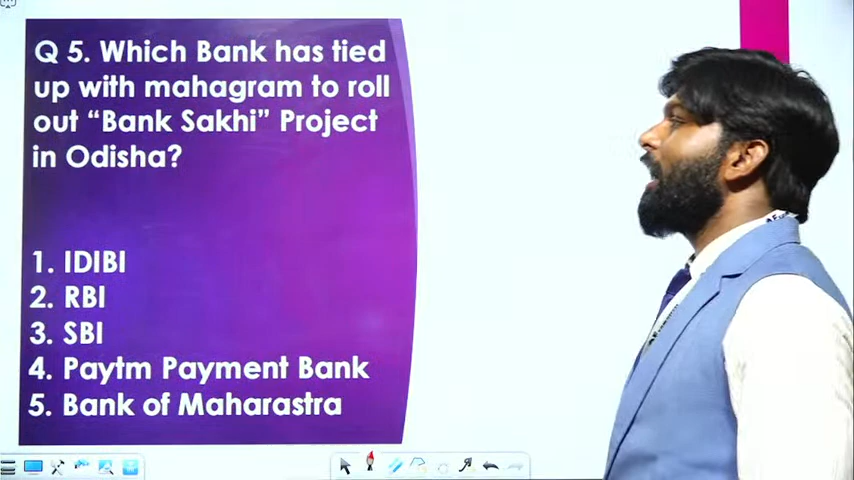 Q 5. Which Bank has tied
up with mahagram to roll
out “Bank Sakhi” Project
in Odisha?
1. IDIBI
2. RBI
3. SBI
4. Paytm Payment Bank
5. Bank of Maharastra